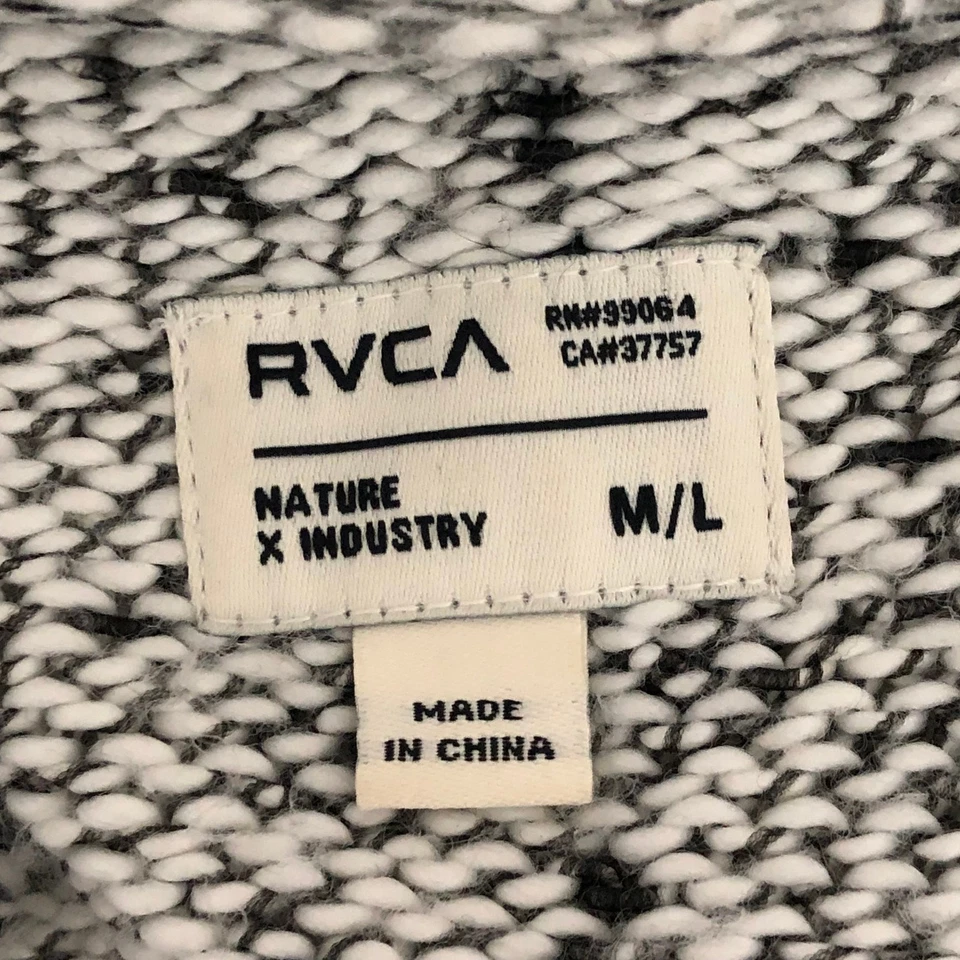 RVCA
RN#99064
CA#37757
NATURE
X INDUSTRY
M/L
MADE
IN CHINA